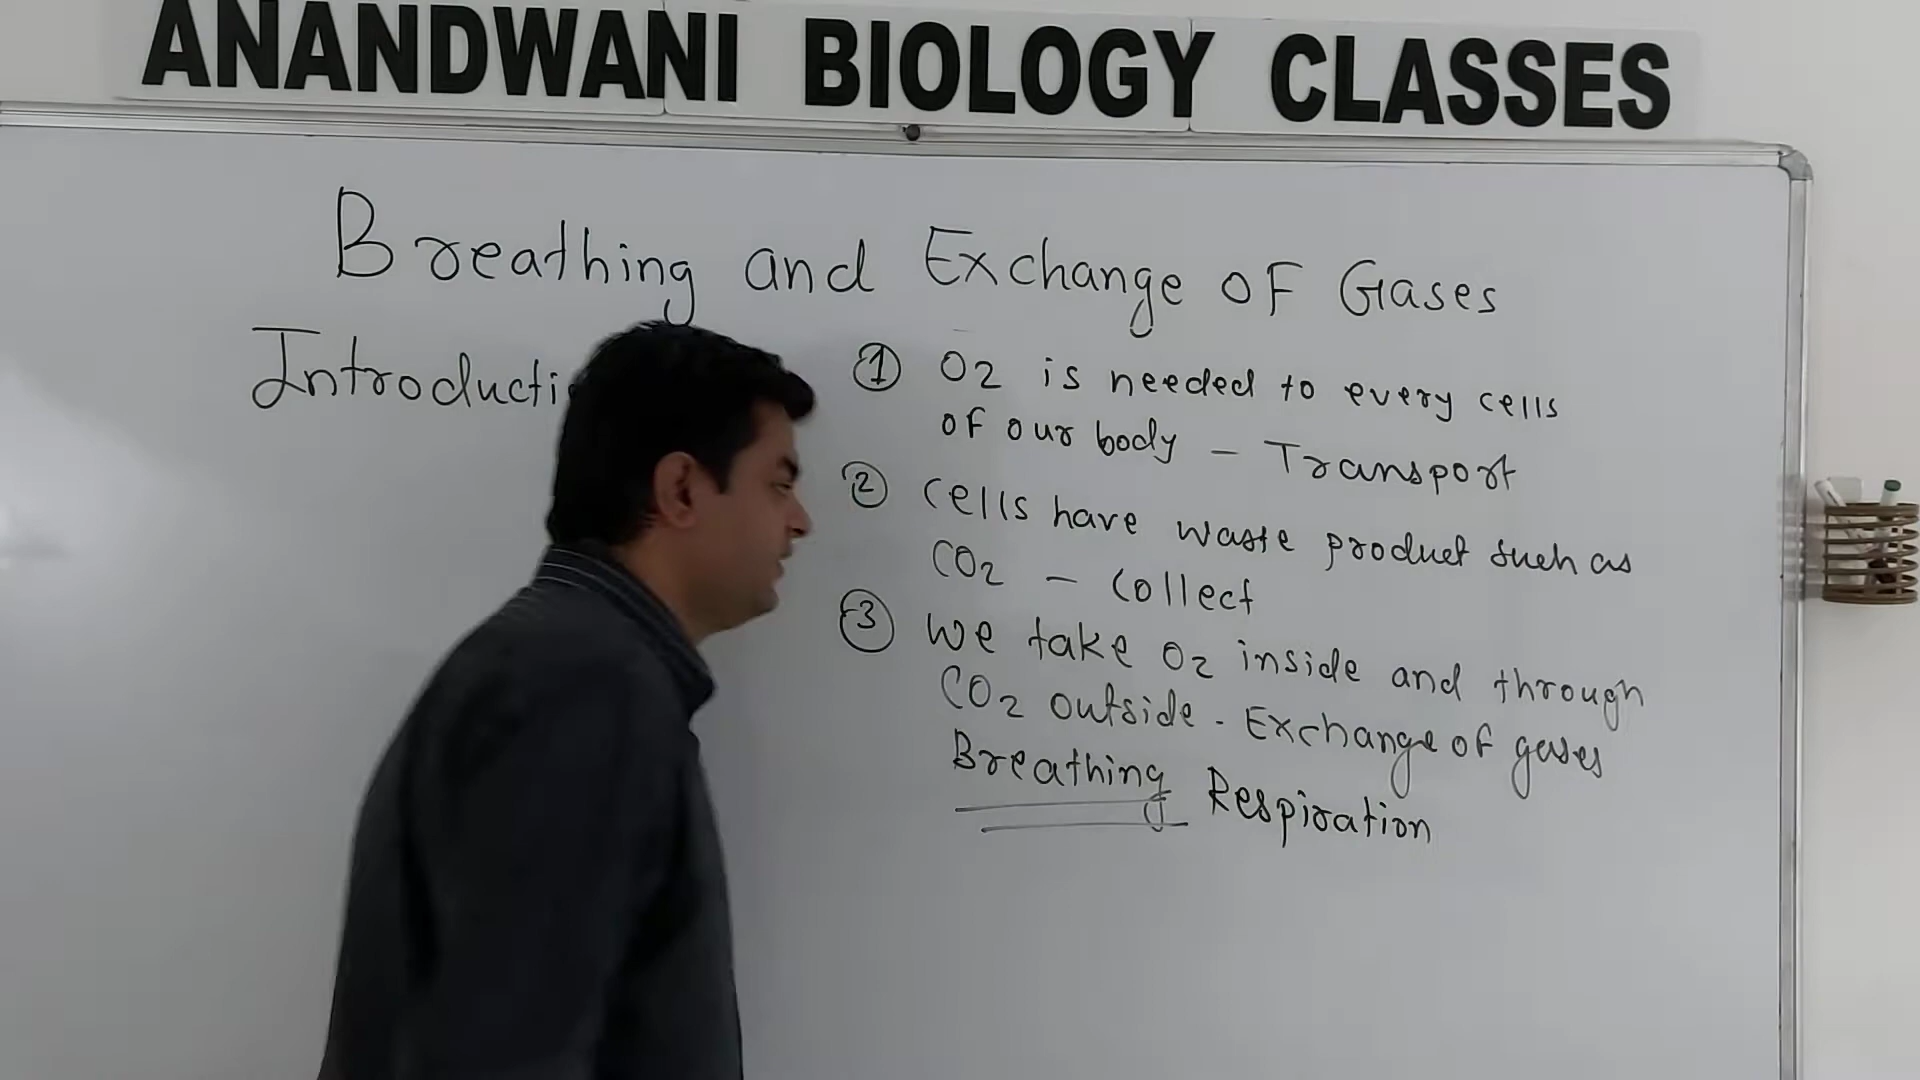 ANANDWANI BIOLOGY CLASSES
Breathing and Exchange OF Gases
Introducti
① O2 is needed to every cells
OF our body - Transport
② Cells have waste product such as
CO2 - Collect
③ We take O2 inside and through
CO2 outside - Exchange of gases
Breathing Respiration